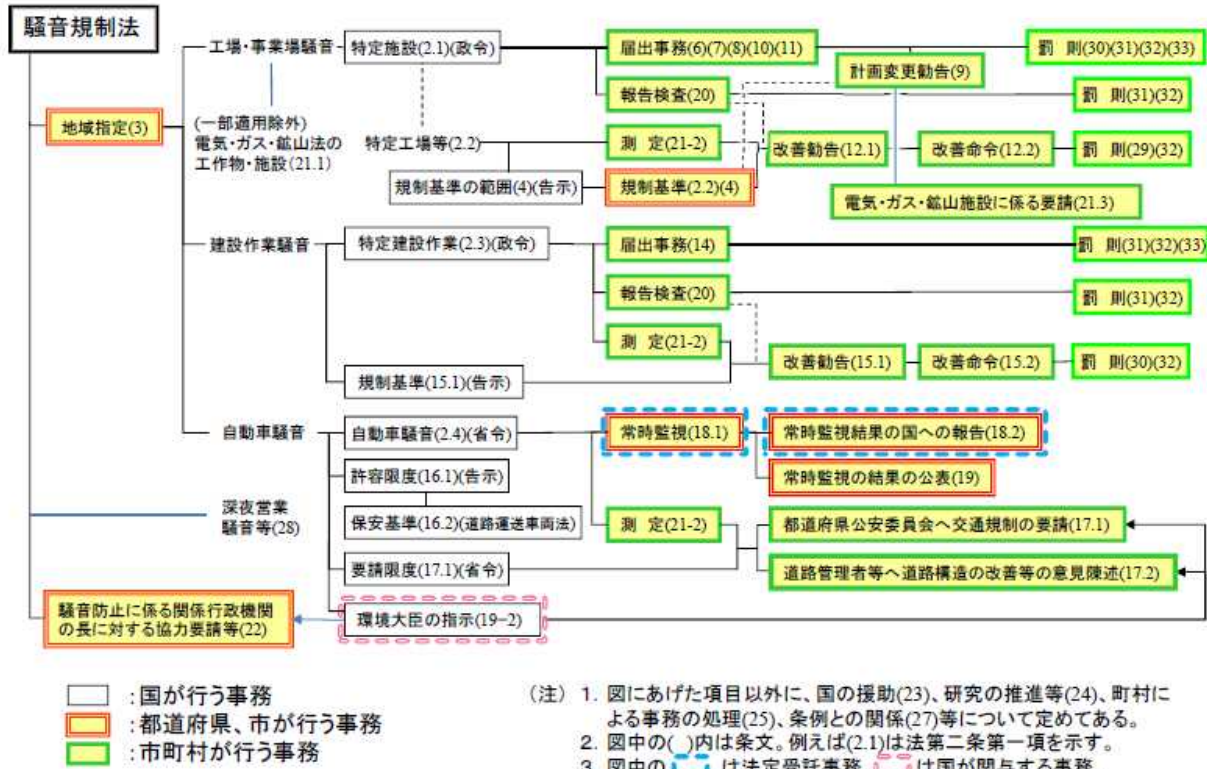 騒音規制法
工場・事業場騒音
特定施設(2.1)(政令)
届出事務(6)(7)(8)(10)(11)
罰 則(30)(31)(32)(33)
計画変更勧告(9)
報告検査(20)
罰 則(31)(32)
地域指定(3)
(一部適用除外)
電気・ガス・鉱山法の
工作物・施設(21.1)
特定工場等(2.2)
測 定(21-2)
改善勧告(12.1)
改善命令(12.2)
罰 則(29)(32)
規制基準の範囲(4)(告示)
規制基準(2.2)(4)
電気・ガス・鉱山施設に係る要請(21.3)
建設作業騒音
特定建設作業(2.3)(政令)
届出事務(14)
罰 則(31)(32)(33)
報告検査(20)
罰 則(31)(32)
測 定(21-2)
改善勧告(15.1)
改善命令(15.2)
罰 則(30)(32)
規制基準(15.1)(告示)
自動車騒音
自動車騒音(2.4)(省令)
常時監視(18.1)
常時監視結果の国への報告(18.2)
許容限度(16.1)(告示)
常時監視の結果の公表(19)
深夜営業
騒音等(28)
保安基準(16.2)(道路運送車両法)
測 定(21-2)
都道府県公安委員会へ交通規制の要請(17.1)
要請限度(17.1)(省令)
道路管理者等へ道路構造の改善等の意見陳述(17.2)
騒音防止に係る関係行政機関
の長に対する協力要請等(22)
環境大臣の指示(19-2)
:国が行う事務
:都道府県、市が行う事務
:市町村が行う事務
(注) 1. 図にあげた項目以外に、国の援助(23)、研究の推進等(24)、町村に
よる事務の処理(25)、条例との関係(27)等について定めてある。
2. 図中の( )内は条文。例えば(2.1)は法第二条第一項を示す。
3. 図中の は法定受託事務、 は国が関与する事務